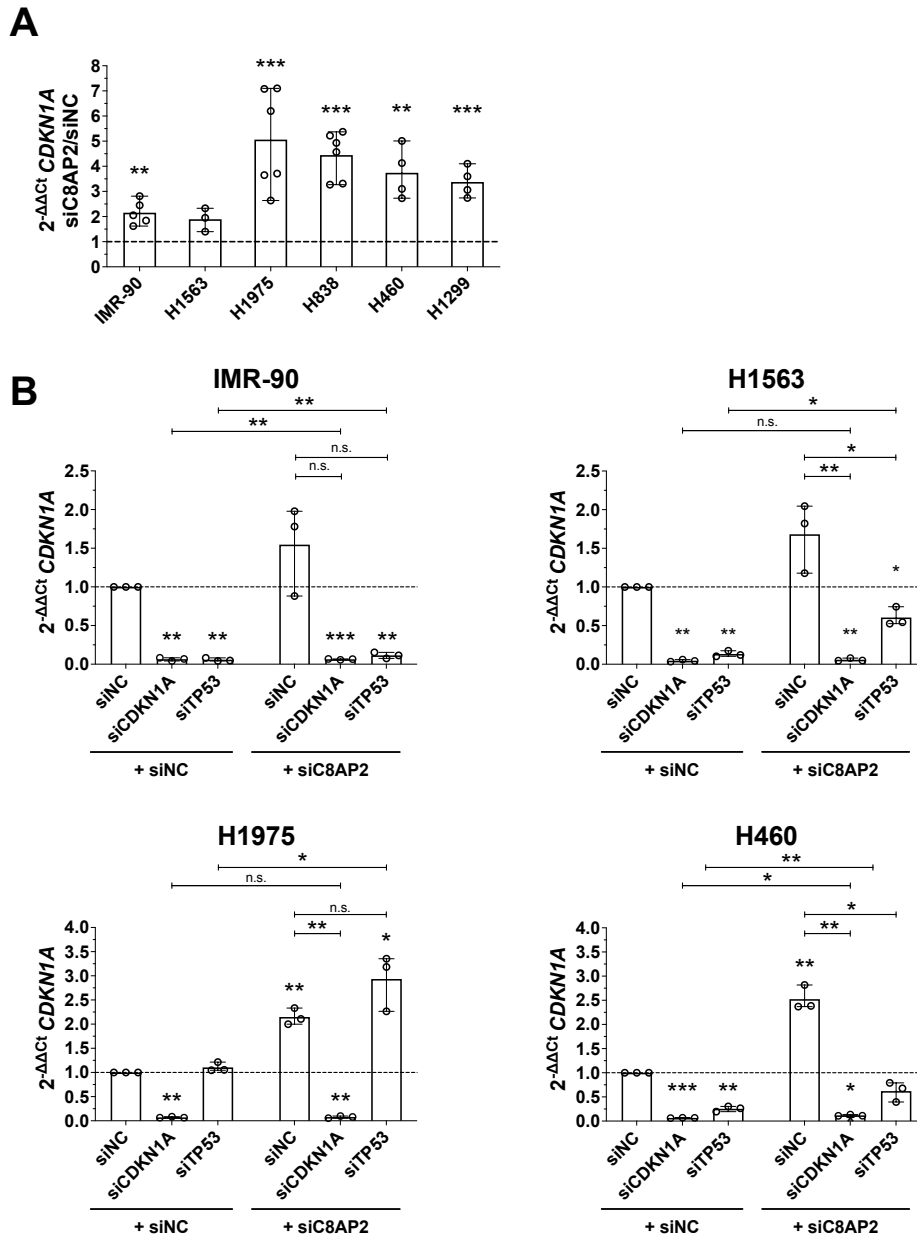 A
2-ΔΔCt CDKN1A
siC8AP2/siNC
8
7
6
5
4
3
2
1
0
** *** *** ** ***
IMR-90 H1563 H1975 H838 H460 H1299
B
IMR-90
**
**
n.s.
n.s.
2-ΔΔCt CDKN1A
2.5
2.0
1.5
1.0
0.5
0.0
** ** *** **
siNC siCDKN1A siTP53 siNC siCDKN1A siTP53
+ siNC + siC8AP2
H1563
*
n.s.
*
**
2-ΔΔCt CDKN1A
2.5
2.0
1.5
1.0
0.5
0.0
** ** ** *
siNC siCDKN1A siTP53 siNC siCDKN1A siTP53
+ siNC + siC8AP2
H1975
*
n.s.
n.s.
**
2-ΔΔCt CDKN1A
4.0
3.5
3.0
2.5
2.0
1.5
1.0
0.5
0.0
** ** ** *
siNC siCDKN1A siTP53 siNC siCDKN1A siTP53
+ siNC + siC8AP2
H460
**
*
*
**
2-ΔΔCt CDKN1A
4.0
3.5
3.0
2.5
2.0
1.5
1.0
0.5
0.0
*** ** ** *
siNC siCDKN1A siTP53 siNC siCDKN1A siTP53
+ siNC + siC8AP2